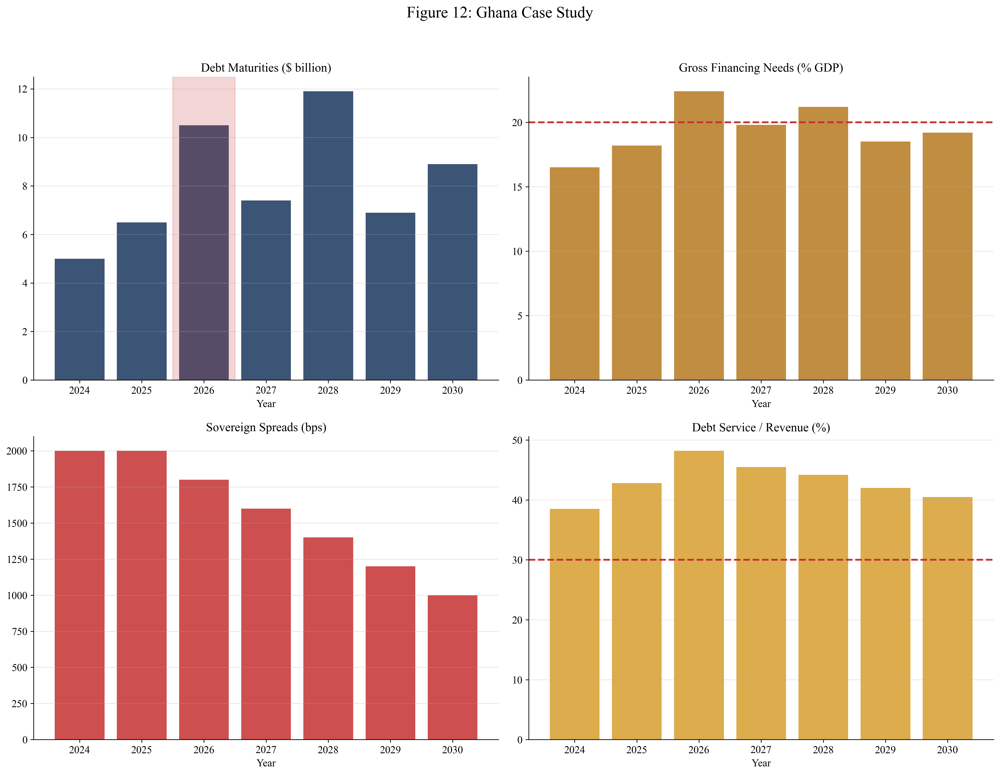 Figure 12: Ghana Case Study
Debt Maturities ($ billion)
12
10
8
6
4
2
0
2024 2025 2026 2027 2028 2029 2030
Year
Gross Financing Needs (% GDP)
20
15
10
5
0
2024 2025 2026 2027 2028 2029 2030
Year
Sovereign Spreads (bps)
2000
1750
1500
1250
1000
750
500
250
0
2024 2025 2026 2027 2028 2029 2030
Year
Debt Service / Revenue (%)
50
40
30
20
10
0
2024 2025 2026 2027 2028 2029 2030
Year